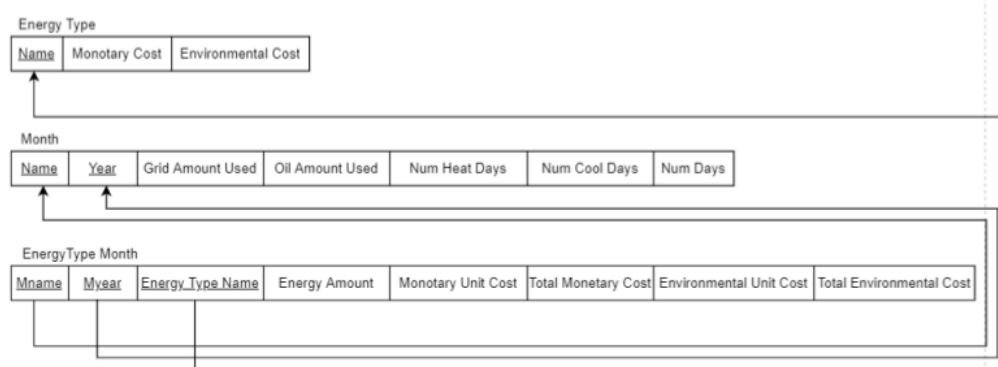 Energy Type
Name Monotary Cost Environmental Cost
Month
Name Year Grid Amount Used Oil Amount Used Num Heat Days Num Cool Days Num Days
EnergyType Month
Mname Myear Energy Type Name Energy Amount Monotary Unit Cost Total Monetary Cost Environmental Unit Cost Total Environmental Cost